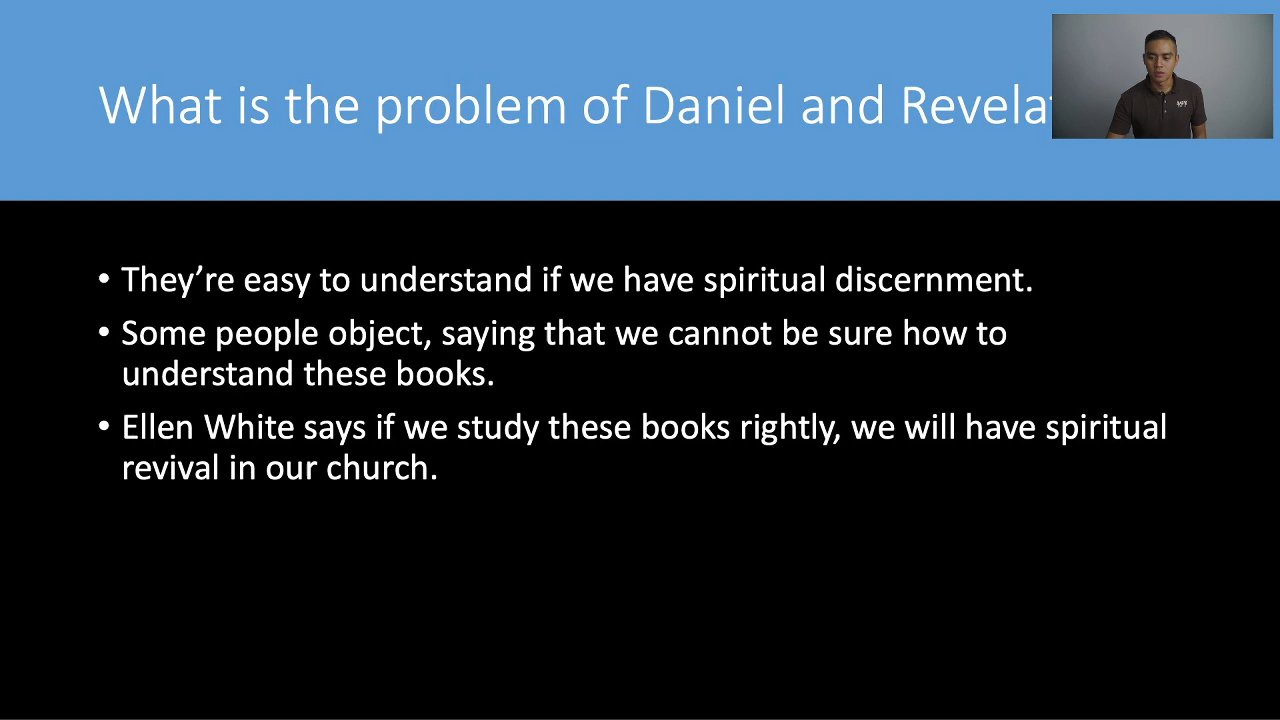 What is the problem of Daniel and Revela
• They’re easy to understand if we have spiritual discernment.
• Some people object, saying that we cannot be sure how to
understand these books.
• Ellen White says if we study these books rightly, we will have spiritual
revival in our church.